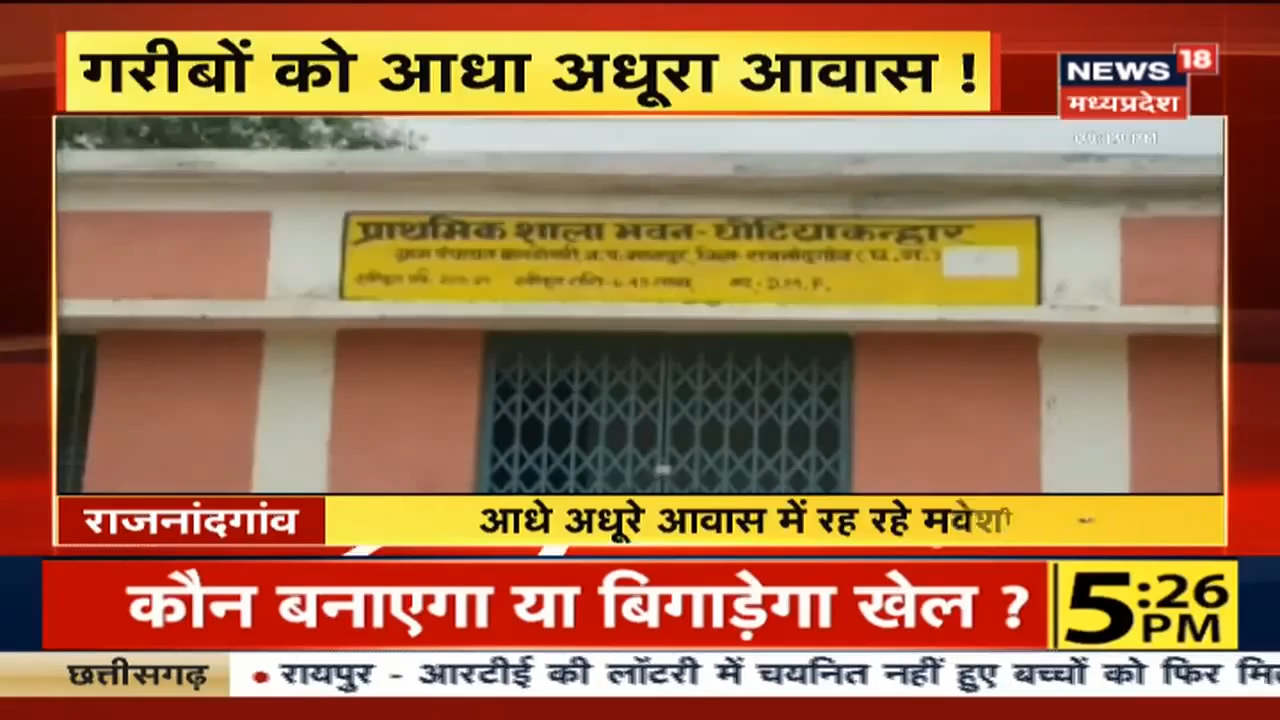 गरीबों को आधा अधूरा आवास !
NEWS 18
मध्यप्रदेश
प्राथमिक शाला भवन-घोटियाकन्हार
D.M.F.
राजनांदगांव
आधे अधूरे आवास में रह रहे मवेशी
कौन बनाएगा या बिगाड़ेगा खेल ?
5:26 PM
छत्तीसगढ़
• रायपुर - आरटीई की लॉटरी में चयनित नहीं हुए बच्चों को फिर